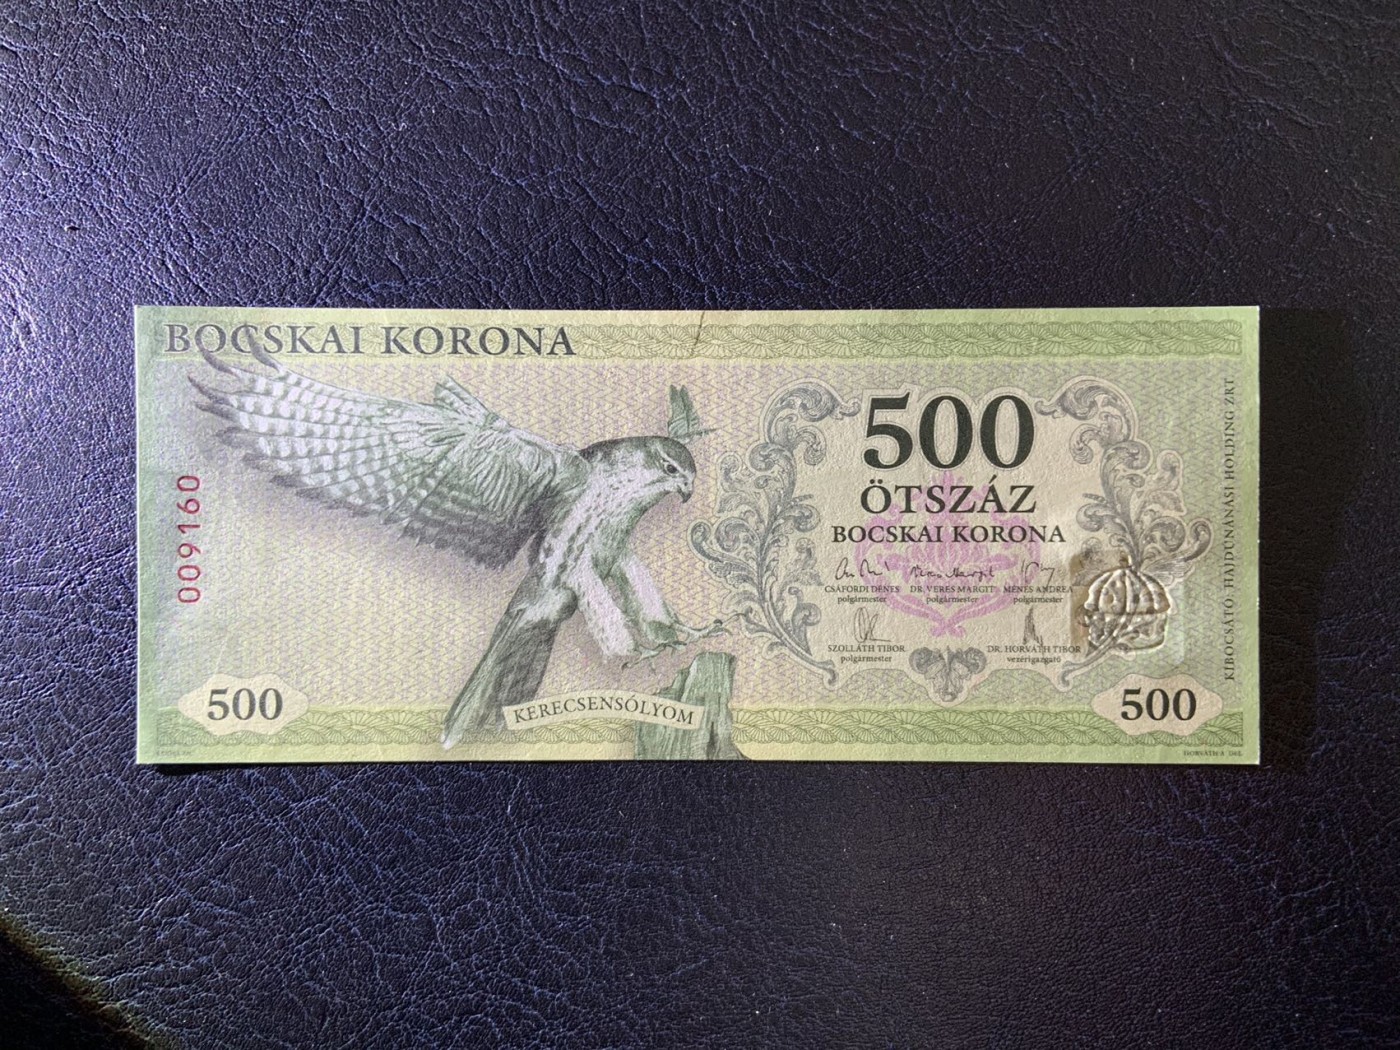 BOCSKAI KORONA
009160
500
ÖTSZÁZ
BOCSKAI KORONA
CSÁFORDI DÉNES DR. VERES MARGIT MÉNES ANDREA
polgármester polgármester polgármester
SZÓLLÁTH TIBOR DR. HORVÁTH TIBOR
polgármester vezérigazgató
KIBOCSÁTÓ: HAJDÚNÁNÁSI HOLDING ZRT
KERECSENSÓLYOM
500
500